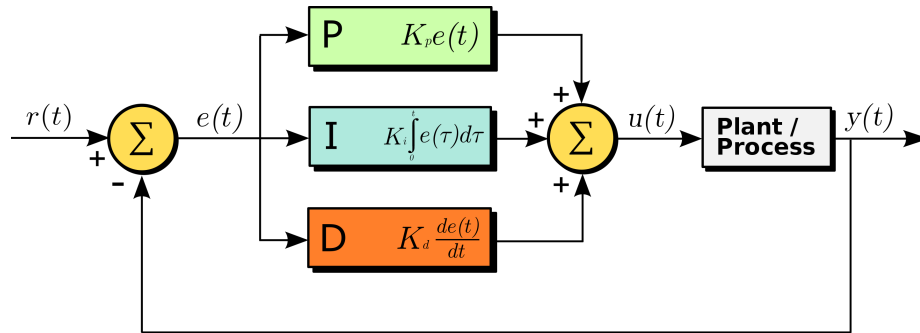 P K_p e(t)
+
r(t) + Σ e(t) I K_i ∫_0^t e(τ)dτ + Σ u(t) Plant / Process y(t)
-
+
D K_d de(t)/dt